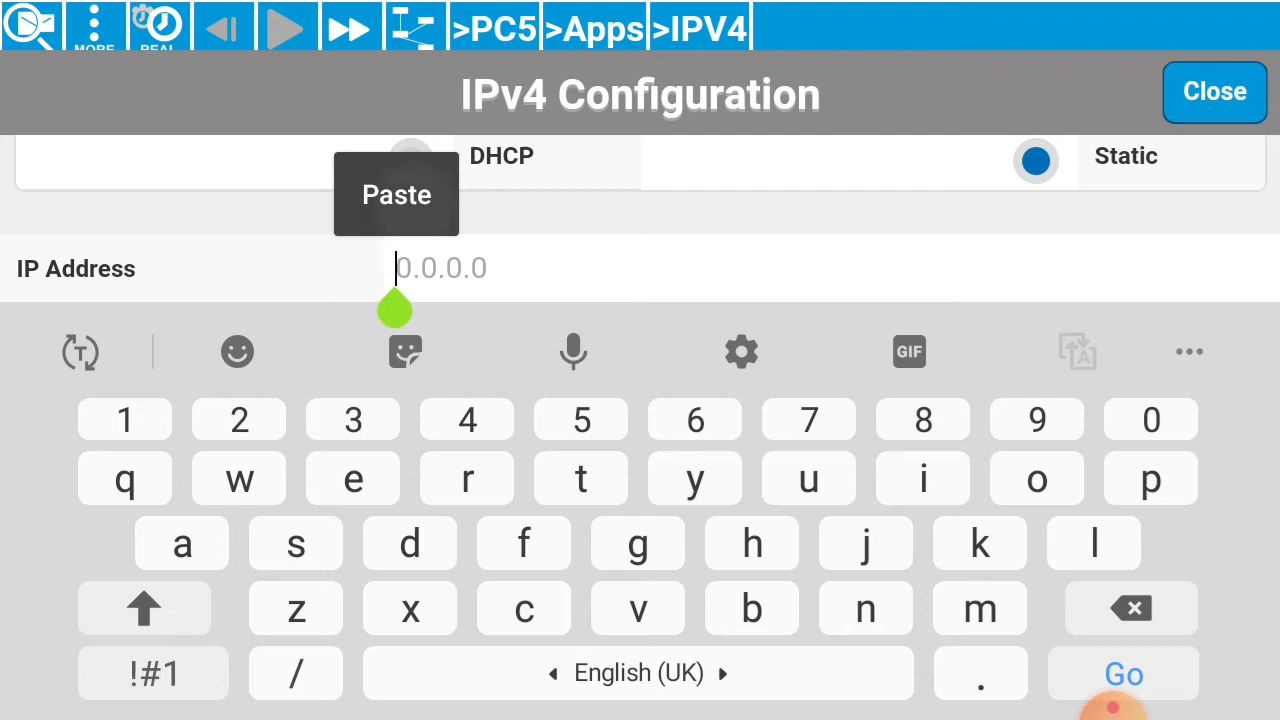 MORE
REAL
>PC5
>Apps
>IPV4
IPv4 Configuration
Close
DHCP
Static
Paste
IP Address
0.0.0.0
T
GIF
A
1 2 3 4 5 6 7 8 9 0
q w e r t y u i o p
a s d f g h j k l
z x c v b n m
!#1 / English (UK) . Go